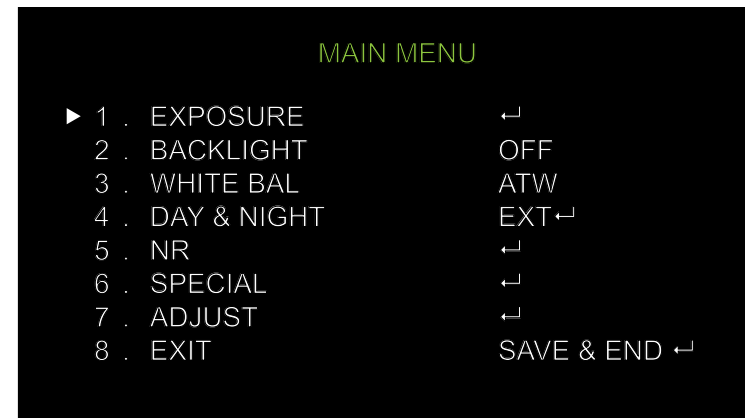 MAIN MENU
▶ 1 . EXPOSURE ↵
2 . BACKLIGHT OFF
3 . WHITE BAL ATW
4 . DAY & NIGHT EXT↵
5 . NR ↵
6 . SPECIAL ↵
7 . ADJUST ↵
8 . EXIT SAVE & END ↵